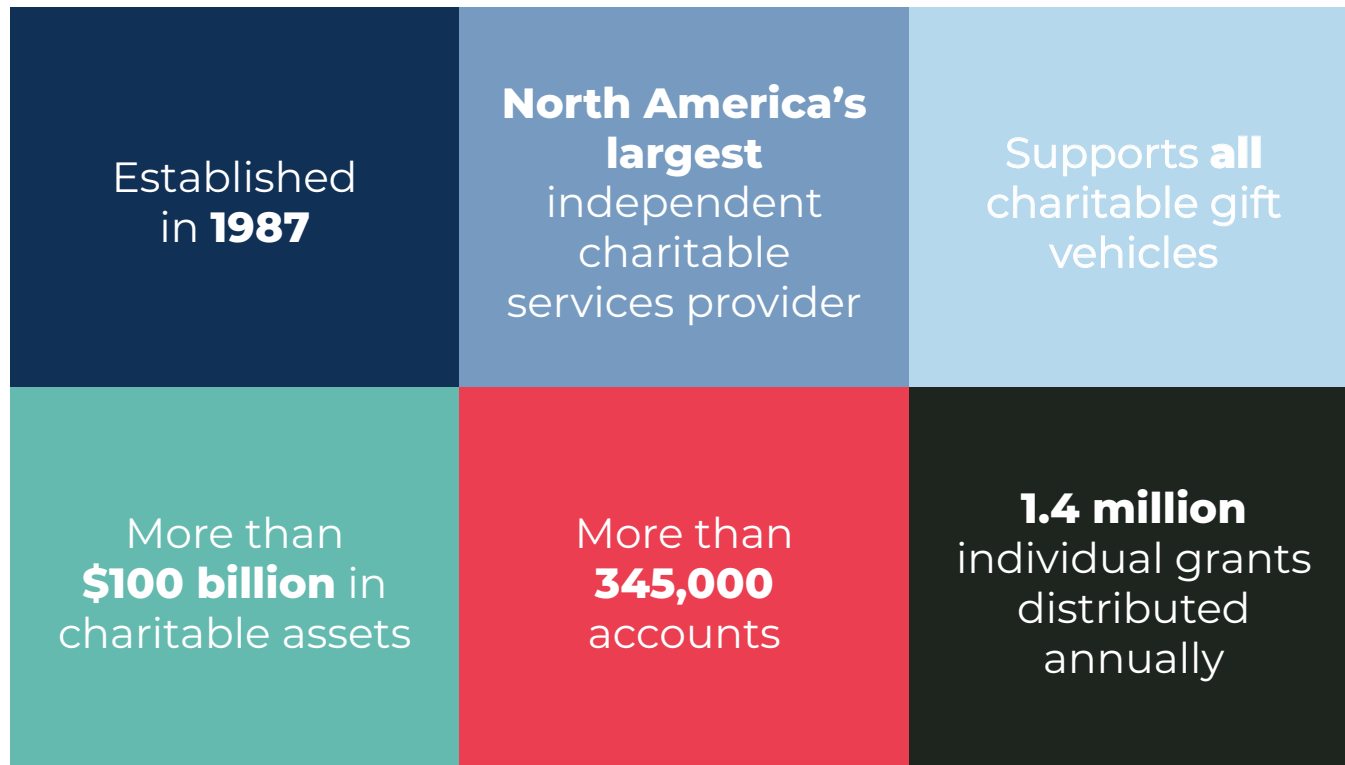 Established
in 1987
North America’s
largest
independent
charitable
services provider
Supports all
charitable gift
vehicles
More than
$100 billion in
charitable assets
More than
345,000
accounts
1.4 million
individual grants
distributed
annually